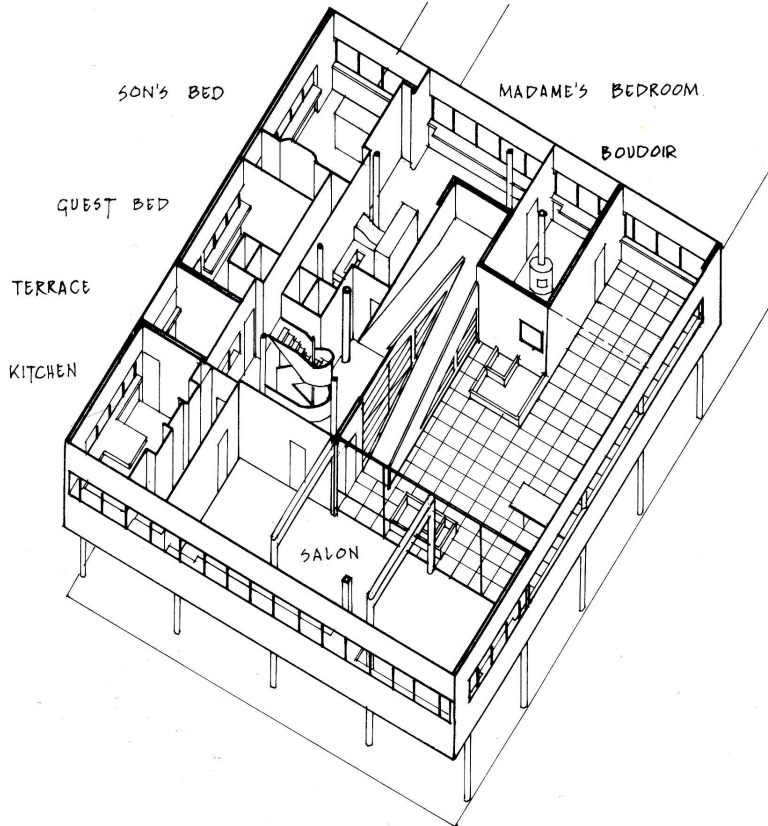 SON'S BED
MADAME'S BEDROOM
BOUDOIR
GUEST BED
TERRACE
KITCHEN
SALON